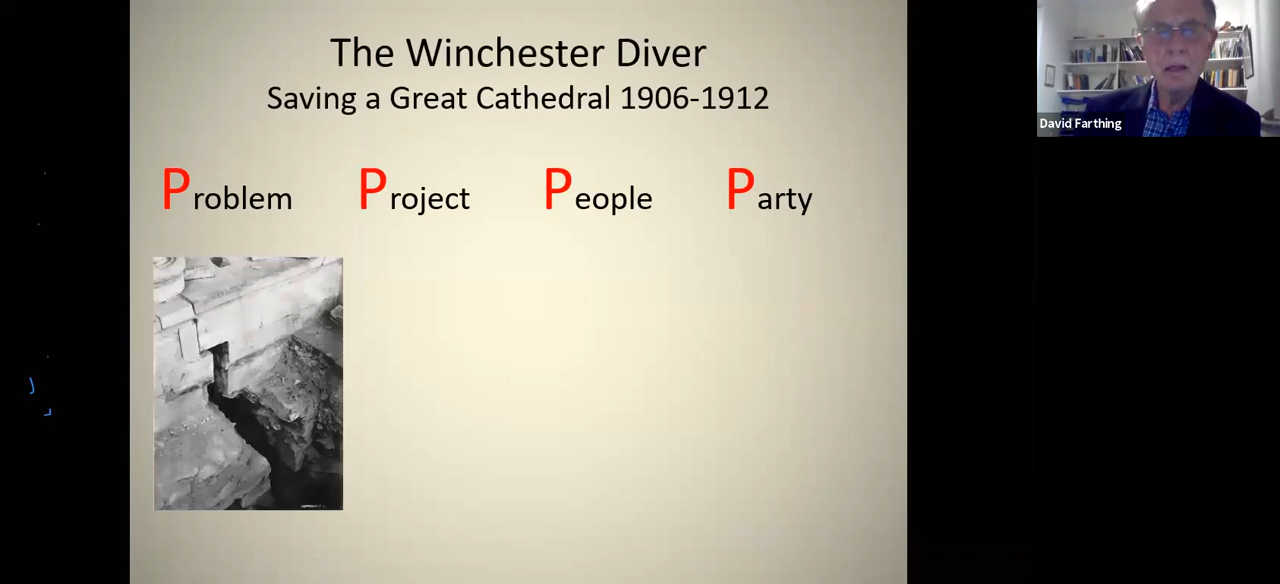 The Winchester Diver
Saving a Great Cathedral 1906-1912
Problem Project People Party
David Farthing